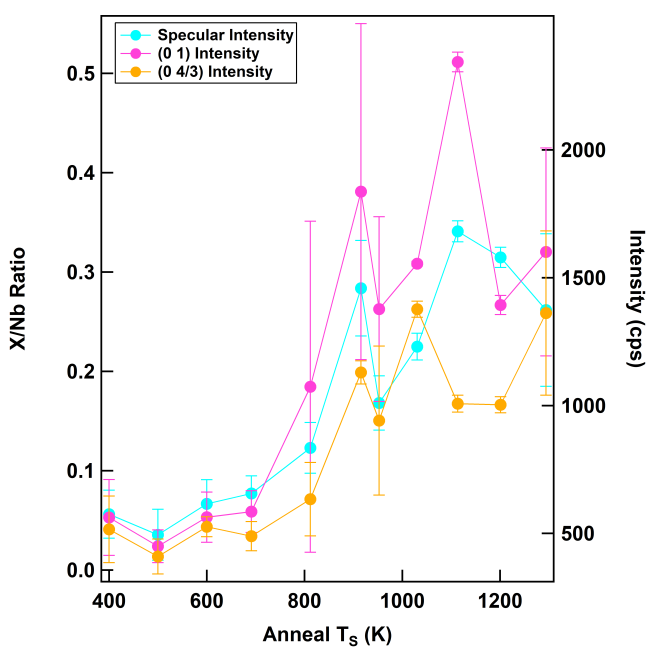 Specular Intensity
(0 1) Intensity
(0 4/3) Intensity
0.5
0.4
0.3
0.2
0.1
0.0
X/Nb Ratio
2000
1500
1000
500
Intensity (cps)
400 600 800 1000 1200
Anneal TS (K)